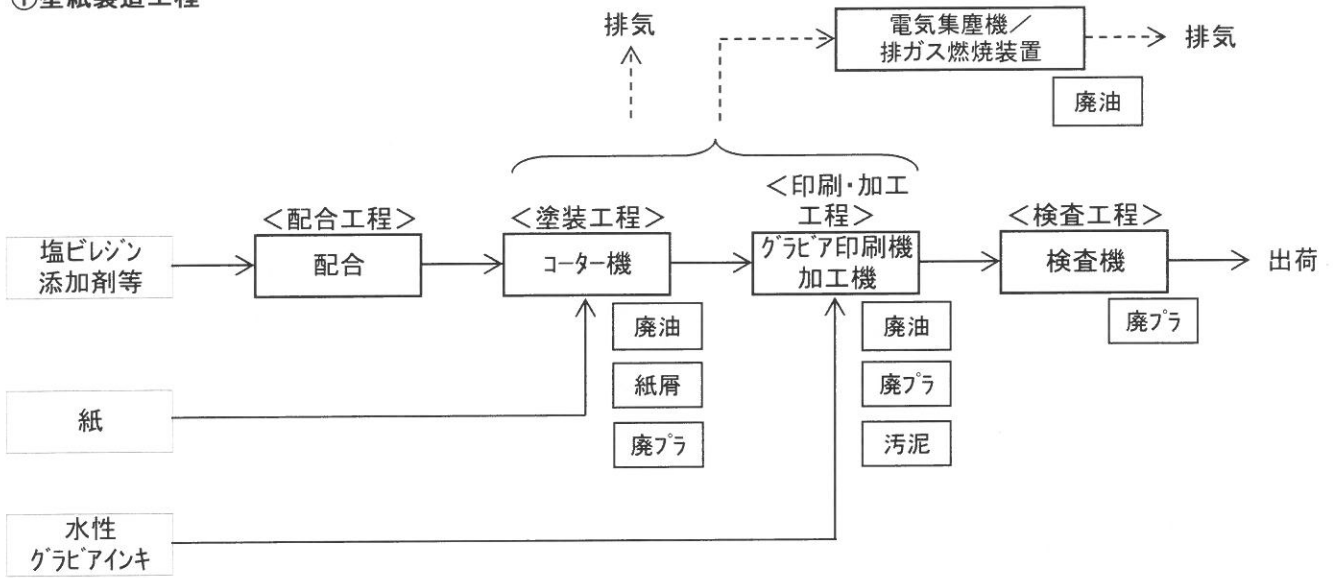 ①壁紙製造工程
排気
電気集塵機／
排ガス燃焼装置
排気
廃油
＜配合工程＞
＜塗装工程＞
＜印刷・加工
工程＞
＜検査工程＞
塩ビレジン
添加剤等
配合
コーター機
グラビア印刷機
加工機
検査機
出荷
廃油
紙屑
廃プラ
廃油
廃プラ
汚泥
廃プラ
紙
水性
グラビアインキ